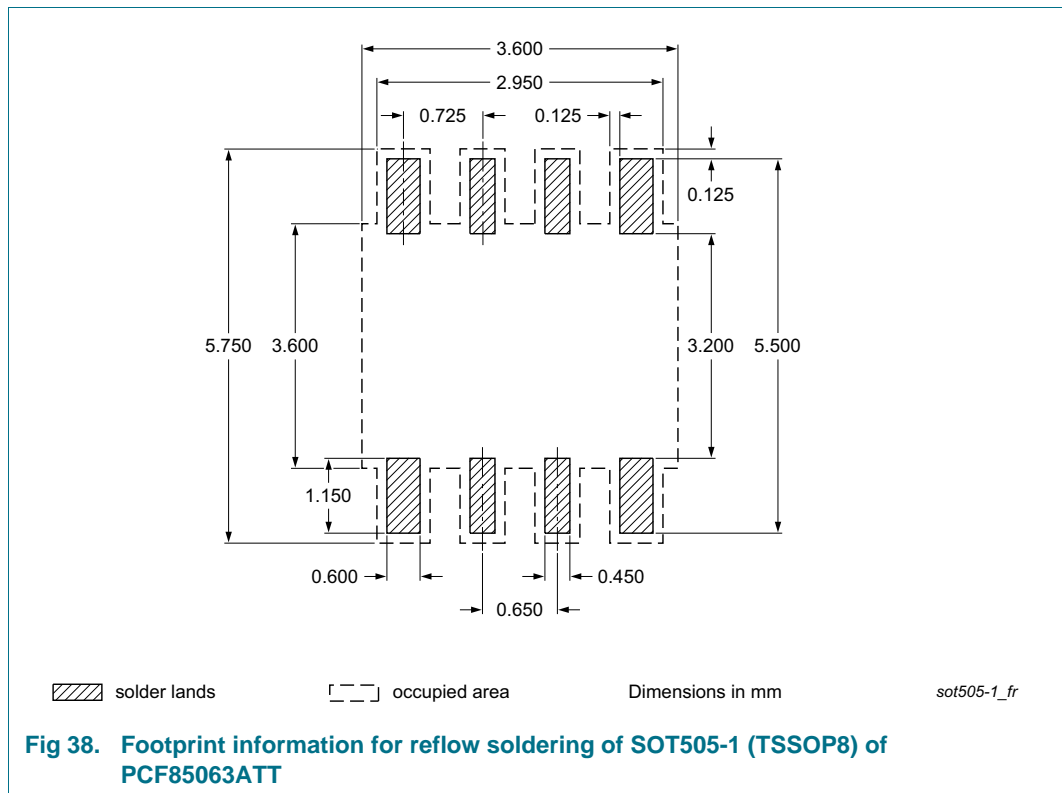 3.600
2.950
0.725 0.125
0.125
5.750 3.600 3.200 5.500
1.150
0.600 0.450
0.650
solder lands occupied area Dimensions in mm sot505-1_fr
Fig 38. Footprint information for reflow soldering of SOT505-1 (TSSOP8) of
PCF85063ATT